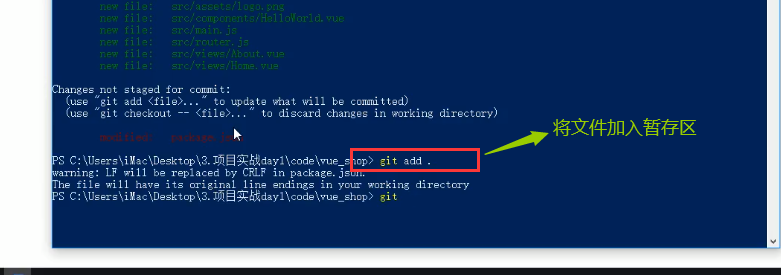 new file:   src/assets/logo.png
new file:   src/components/HelloWorld.vue
new file:   src/main.js
new file:   src/router.js
new file:   src/views/About.vue
new file:   src/views/Home.vue
Changes not staged for commit:
(use "git add <file>..." to update what will be committed)
(use "git checkout -- <file>..." to discard changes in working directory)
modified:   package.json
将文件加入暂存区
PS C:\Users\iMac\Desktop\3.项目实战day1\code\vue_shop> git add .
warning: LF will be replaced by CRLF in package.json.
The file will have its original line endings in your working directory
PS C:\Users\iMac\Desktop\3.项目实战day1\code\vue_shop> git